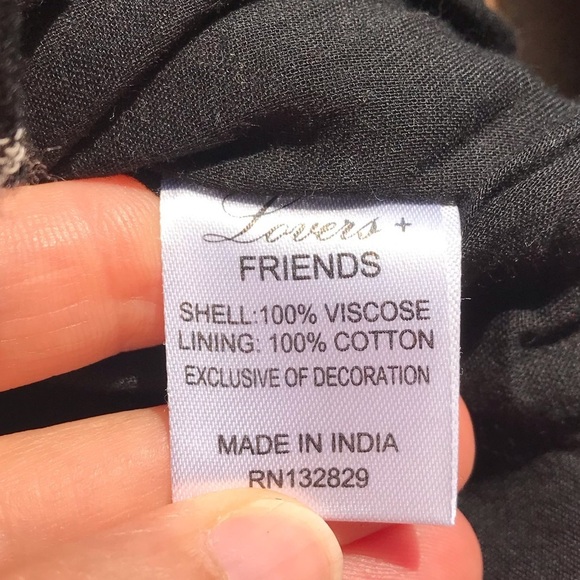 Lovers +
FRIENDS
SHELL:100% VISCOSE
LINING: 100% COTTON
EXCLUSIVE OF DECORATION
MADE IN INDIA
RN132829